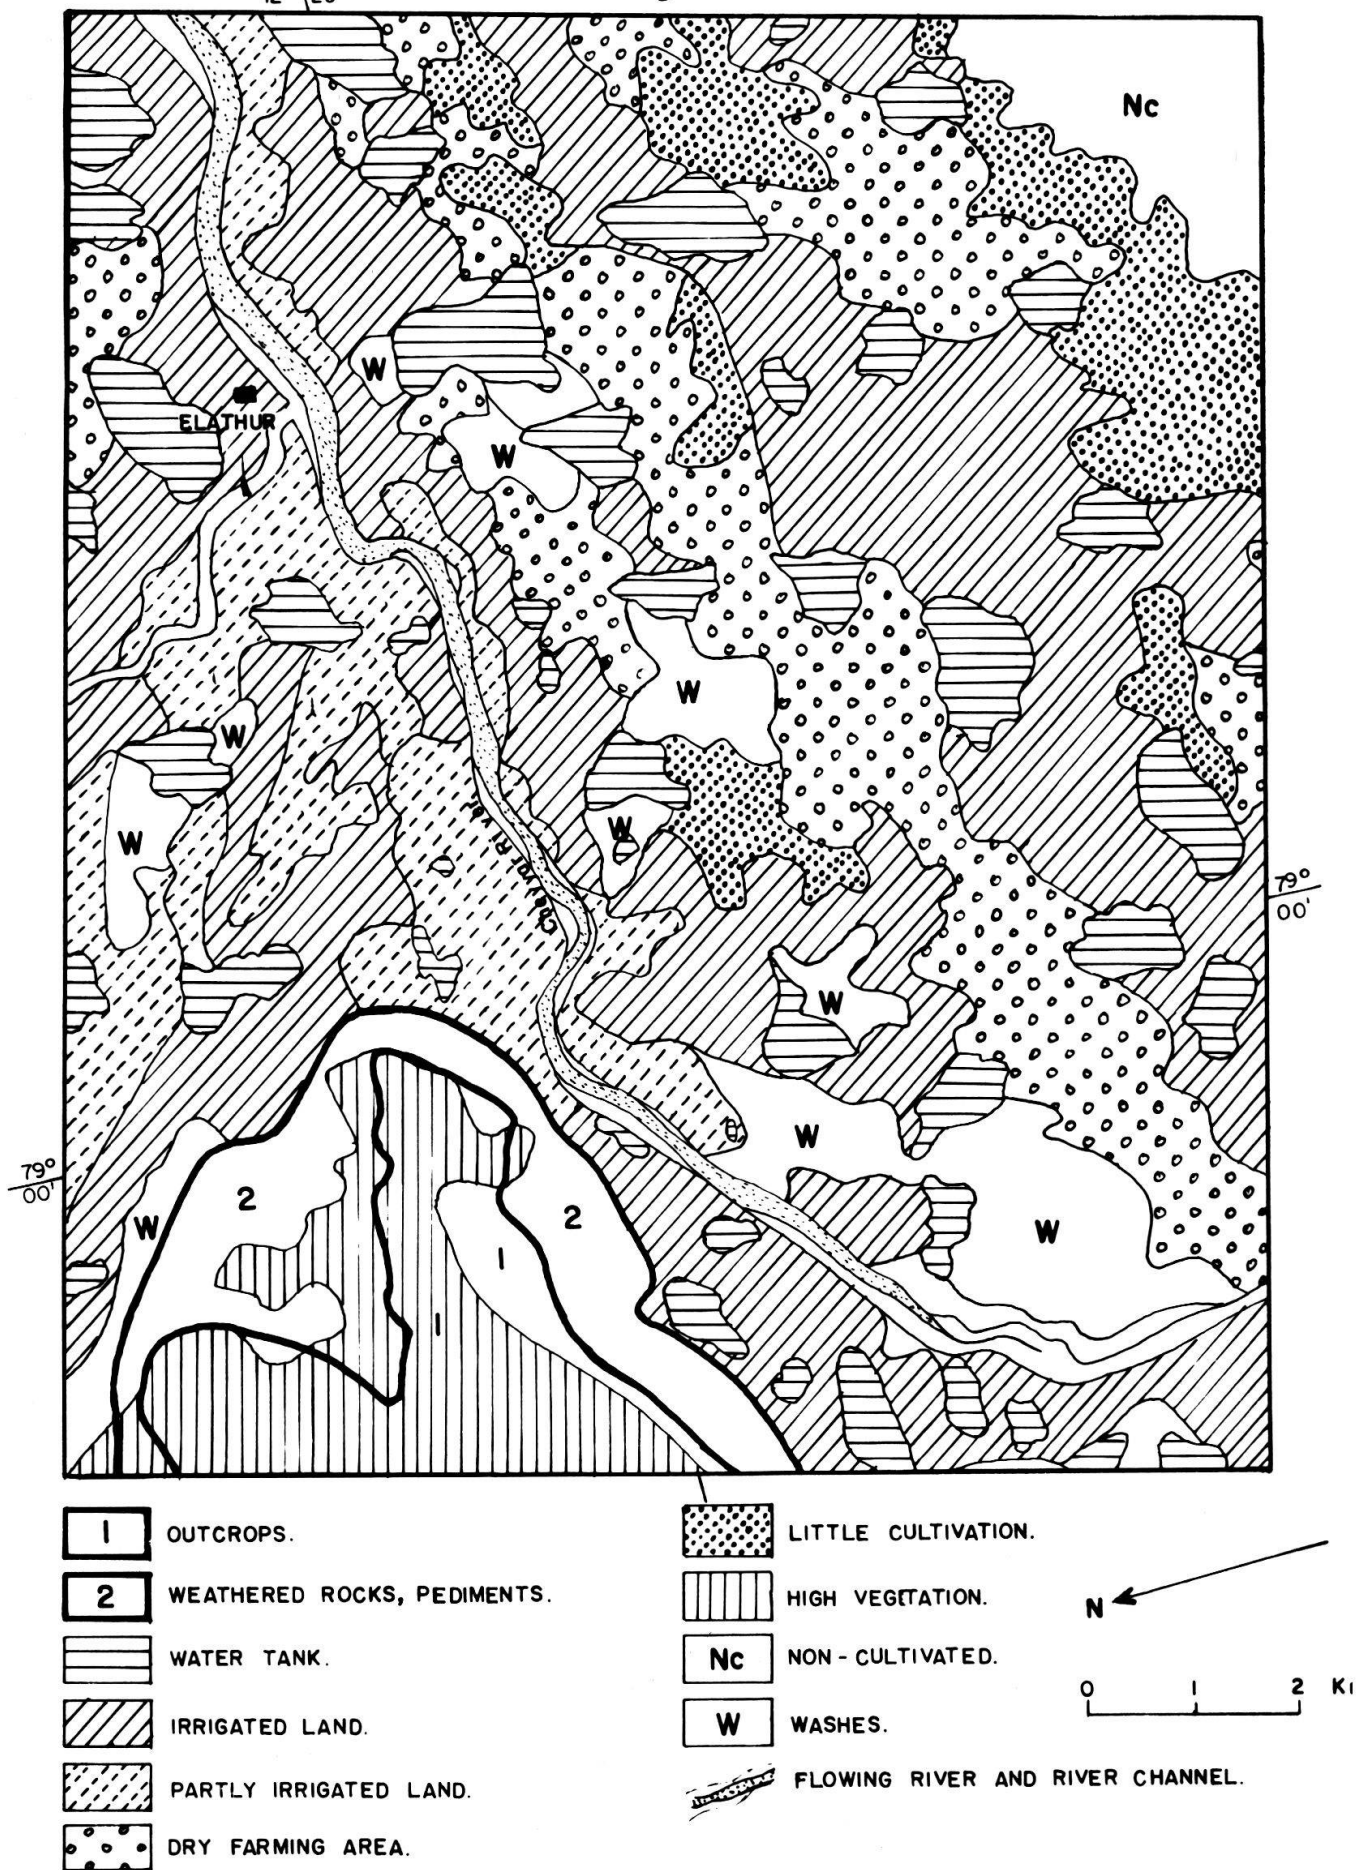 Nc
W
ELATHUR
W
W
W
W
W
Cheyyar River
79°
00'
W
W
79°
00'
2
W
2
W
1
1
1 OUTCROPS.
2 WEATHERED ROCKS, PEDIMENTS.
WATER TANK.
IRRIGATED LAND.
PARTLY IRRIGATED LAND.
DRY FARMING AREA.
LITTLE CULTIVATION.
HIGH VEGETATION.
Nc NON-CULTIVATED.
W WASHES.
FLOWING RIVER AND RIVER CHANNEL.
N
0 1 2